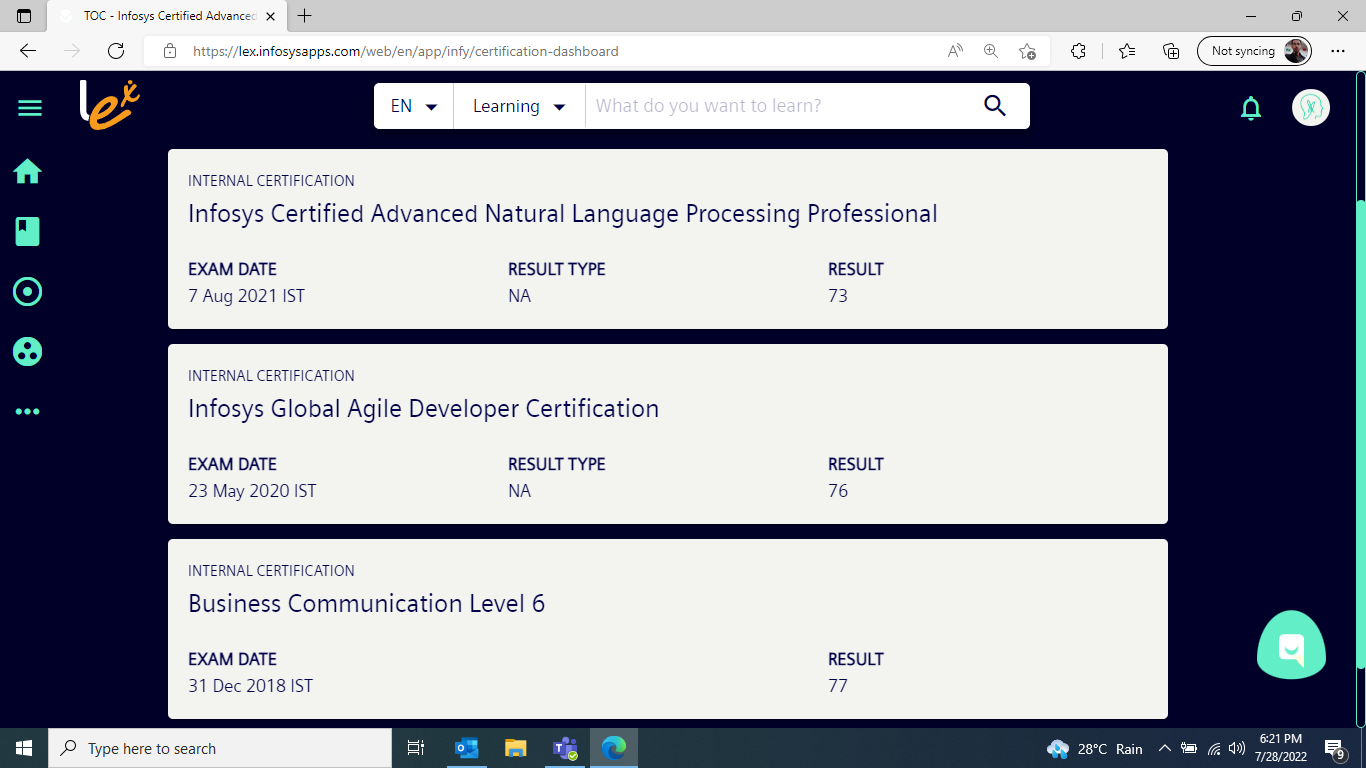 TOC - Infosys Certified Advanced
https://lex.infosysapps.com/web/en/app/infy/certification-dashboard
Not syncing
lex
EN
Learning
What do you want to learn?
INTERNAL CERTIFICATION
Infosys Certified Advanced Natural Language Processing Professional
EXAM DATE RESULT TYPE RESULT
7 Aug 2021 IST NA 73
INTERNAL CERTIFICATION
Infosys Global Agile Developer Certification
EXAM DATE RESULT TYPE RESULT
23 May 2020 IST NA 76
INTERNAL CERTIFICATION
Business Communication Level 6
EXAM DATE RESULT
31 Dec 2018 IST 77
Type here to search
28°C Rain
6:21 PM
7/28/2022
9